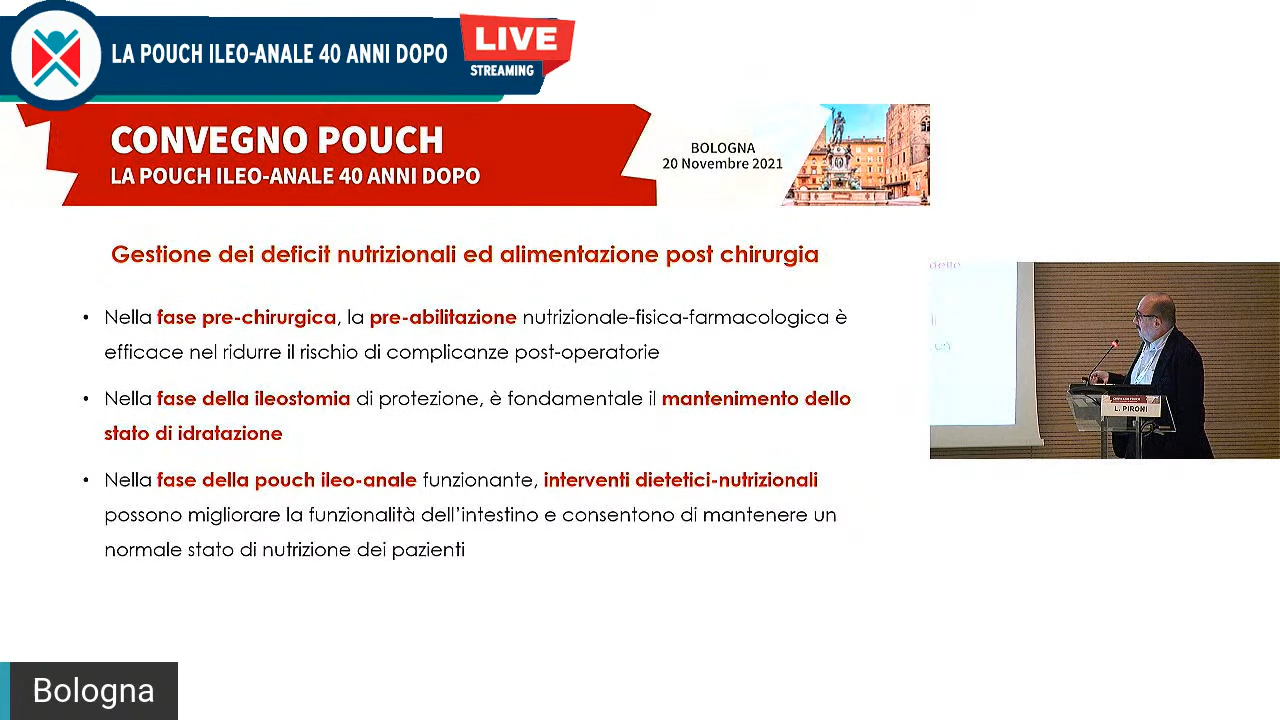 LA POUCH ILEO-ANALE 40 ANNI DOPO
LIVE
STREAMING
CONVEGNO POUCH
LA POUCH ILEO-ANALE 40 ANNI DOPO
BOLOGNA
20 Novembre 2021
Gestione dei deficit nutrizionali ed alimentazione post chirurgia
• Nella fase pre-chirurgica, la pre-abilitazione nutrizionale-fisica-farmacologica è
efficace nel ridurre il rischio di complicanze post-operatorie
• Nella fase della ileostomia di protezione, è fondamentale il mantenimento dello
stato di idratazione
• Nella fase della pouch ileo-anale funzionante, interventi dietetici-nutrizionali
possono migliorare la funzionalità dell'intestino e consentono di mantenere un
normale stato di nutrizione dei pazienti
dello
un
L. PIRONI
Bologna